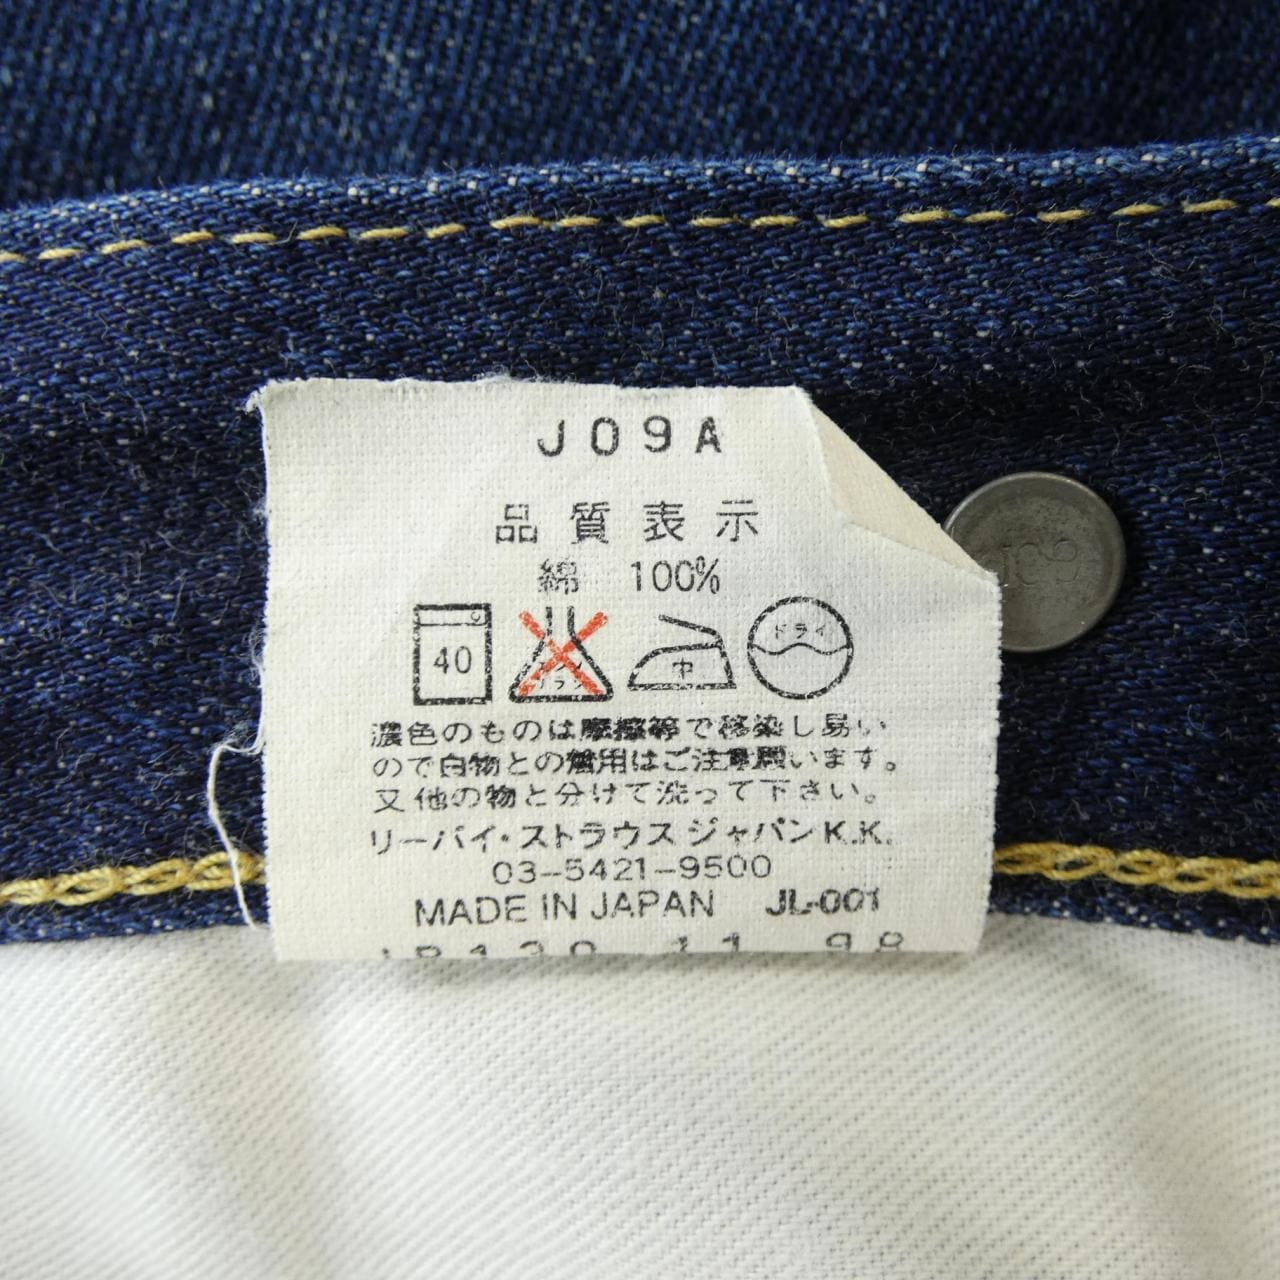 J09A
品質表示
綿 100%
40 中 ドライ
濃色のものは摩擦等で移染し易い
ので白物との着用はご注意願います。
又他の物と分けて洗って下さい。
リーバイ・ストラウス ジャパン K.K.
03-5421-9500
MADE IN JAPAN JL-001
11 98